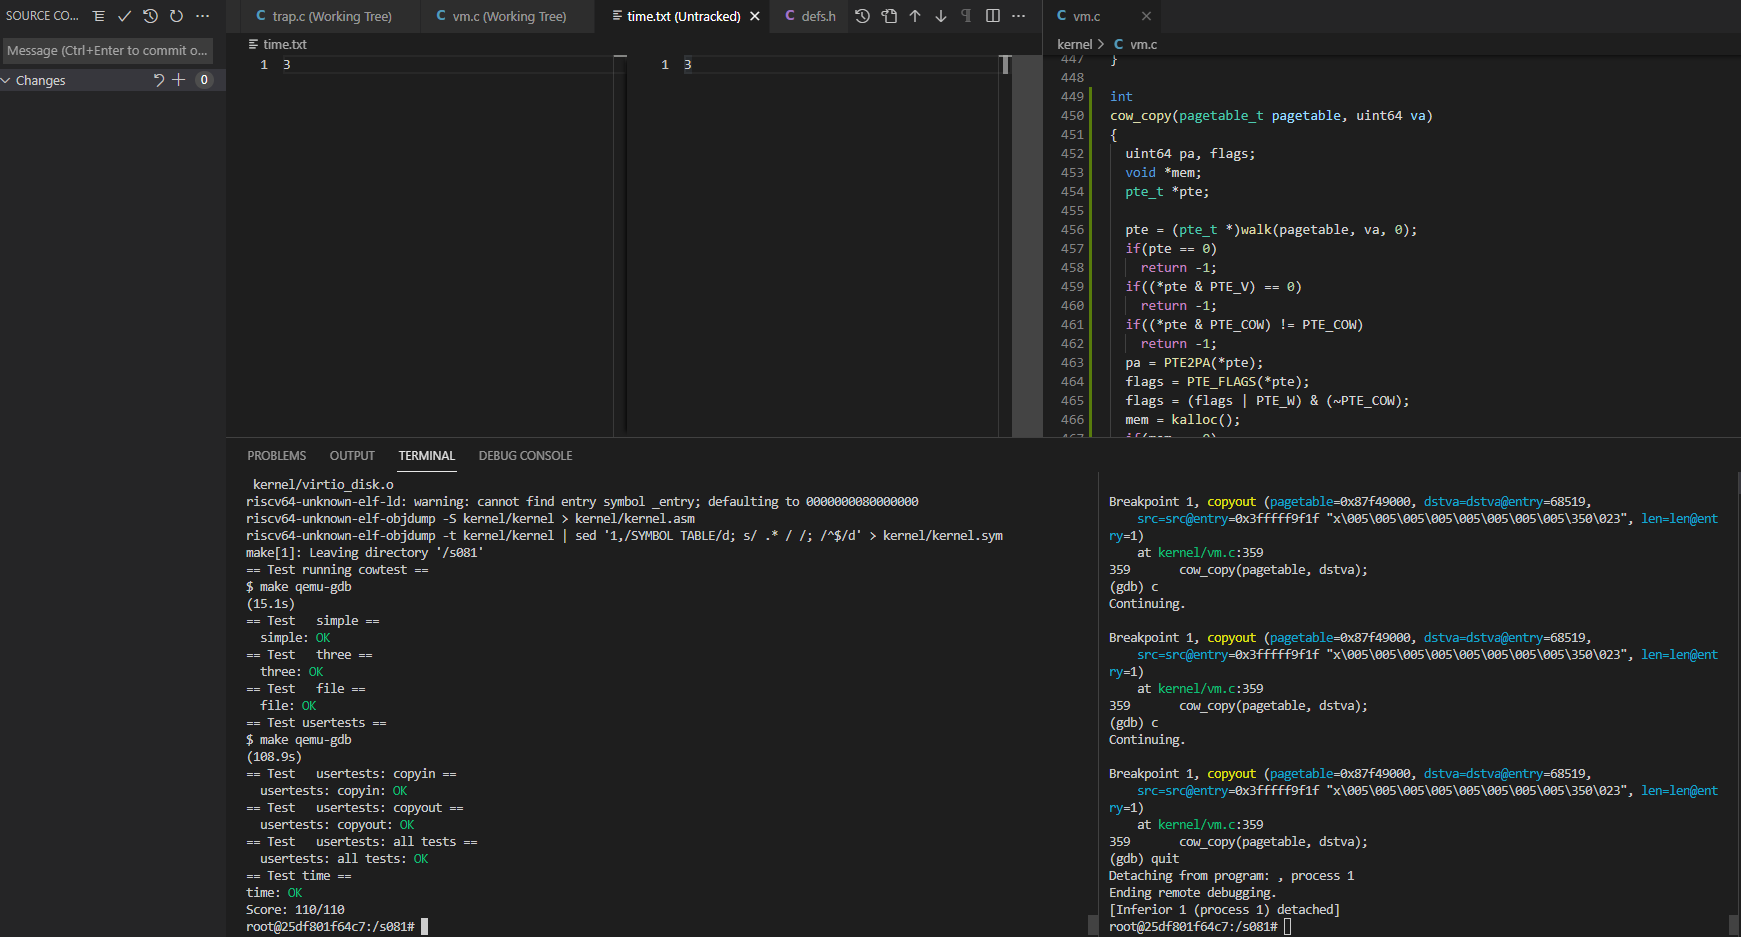 SOURCE CO...
Message (Ctrl+Enter to commit o...
Changes 0
trap.c (Working Tree) vm.c (Working Tree) time.txt (Untracked) defs.h
time.txt
1 3
1 3
C vm.c
kernel > C vm.c
447 }
448
449 int
450 cow_copy(pagetable_t pagetable, uint64 va)
451 {
452   uint64 pa, flags;
453   void *mem;
454   pte_t *pte;
455
456   pte = (pte_t *)walk(pagetable, va, 0);
457   if(pte == 0)
458     return -1;
459   if((*pte & PTE_V) == 0)
460     return -1;
461   if((*pte & PTE_COW) != PTE_COW)
462     return -1;
463   pa = PTE2PA(*pte);
464   flags = PTE_FLAGS(*pte);
465   flags = (flags | PTE_W) & (~PTE_COW);
466   mem = kalloc();
PROBLEMS OUTPUT TERMINAL DEBUG CONSOLE
 kernel/virtio_disk.o
riscv64-unknown-elf-ld: warning: cannot find entry symbol _entry; defaulting to 0000000080000000
riscv64-unknown-elf-objdump -S kernel/kernel > kernel/kernel.asm
riscv64-unknown-elf-objdump -t kernel/kernel | sed '1,/SYMBOL TABLE/d; s/ .* / /; /^$/d' > kernel/kernel.sym
make[1]: Leaving directory '/s081'
== Test running cowtest ==
$ make qemu-gdb
(15.1s)
== Test   simple ==
  simple: OK
== Test   three ==
  three: OK
== Test   file ==
  file: OK
== Test usertests ==
$ make qemu-gdb
(108.9s)
== Test   usertests: copyin ==
  usertests: copyin: OK
== Test   usertests: copyout ==
  usertests: copyout: OK
== Test   usertests: all tests ==
  usertests: all tests: OK
== Test time ==
time: OK
Score: 110/110
root@25df801f64c7:/s081#
Breakpoint 1, copyout (pagetable=0x87f49000, dstva=dstva@entry=68519,
    src=src@entry=0x3fffff9f1f "x\005\005\005\005\005\005\005\005\350\023", len=len@ent
ry=1)
    at kernel/vm.c:359
359       cow_copy(pagetable, dstva);
(gdb) c
Continuing.
Breakpoint 1, copyout (pagetable=0x87f49000, dstva=dstva@entry=68519,
    src=src@entry=0x3fffff9f1f "x\005\005\005\005\005\005\005\005\350\023", len=len@ent
ry=1)
    at kernel/vm.c:359
359       cow_copy(pagetable, dstva);
(gdb) c
Continuing.
Breakpoint 1, copyout (pagetable=0x87f49000, dstva=dstva@entry=68519,
    src=src@entry=0x3fffff9f1f "x\005\005\005\005\005\005\005\005\350\023", len=len@ent
ry=1)
    at kernel/vm.c:359
359       cow_copy(pagetable, dstva);
(gdb) quit
Detaching from program: , process 1
Ending remote debugging.
[Inferior 1 (process 1) detached]
root@25df801f64c7:/s081#